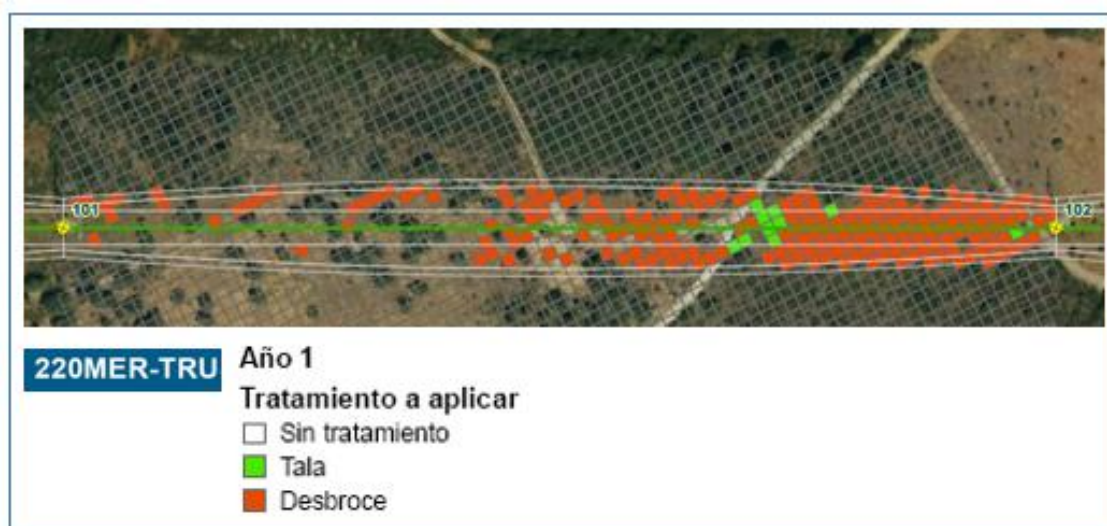 101
102
220MER-TRU
Año 1
Tratamiento a aplicar
Sin tratamiento
Tala
Desbroce